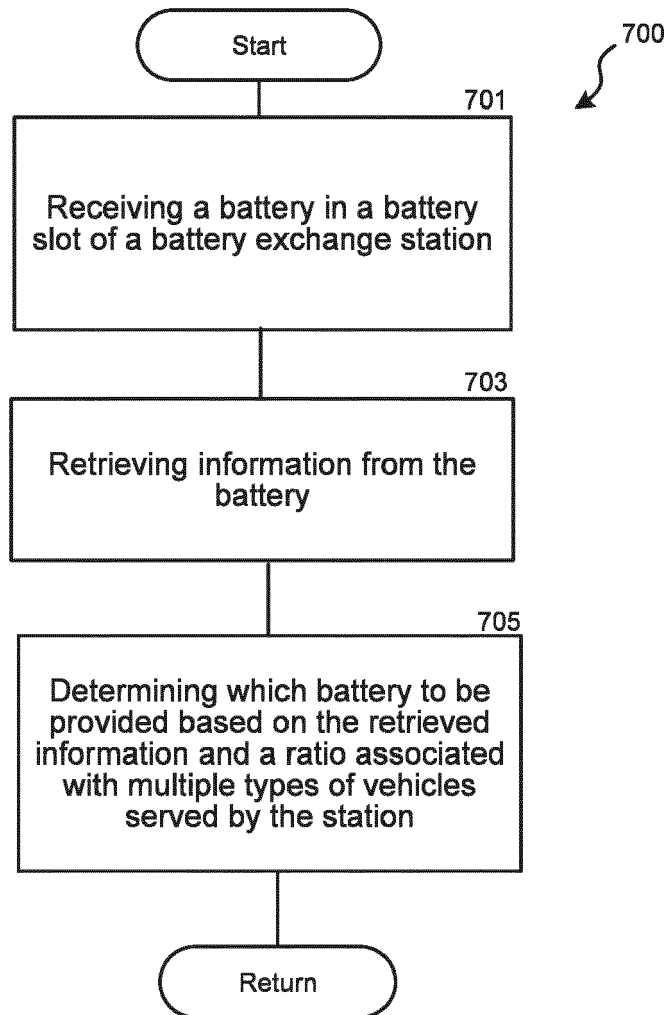 Start
700
701
Receiving a battery in a battery
slot of a battery exchange station
703
Retrieving information from the
battery
705
Determining which battery to be
provided based on the retrieved
information and a ratio associated
with multiple types of vehicles
served by the station
Return